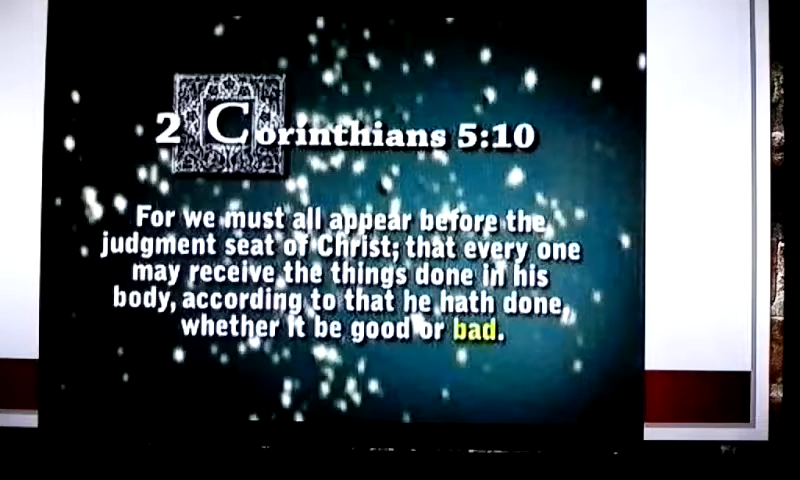 2 Corinthians 5:10
For we must all appear before the
judgment seat of Christ; that every one
may receive the things done in his
body, according to that he hath done,
whether it be good or bad.